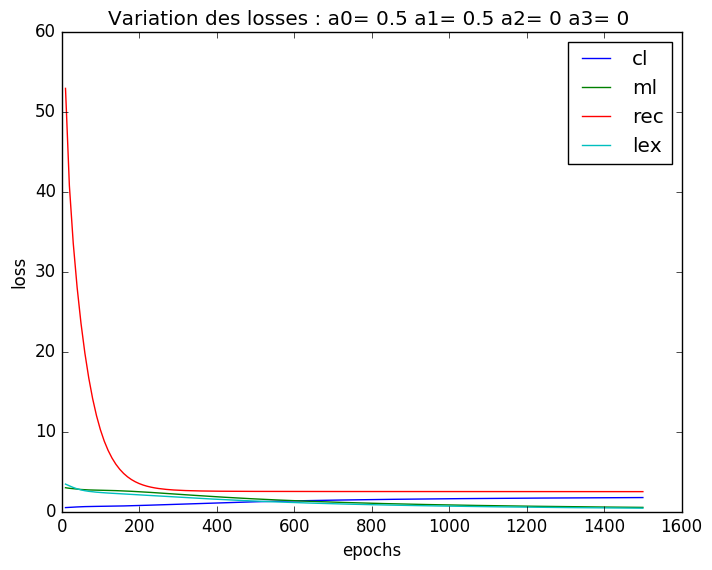 Variation des losses : a0= 0.5 a1= 0.5 a2= 0 a3= 0
60
50
40
30
20
10
0
loss
cl
ml
rec
lex
0 200 400 600 800 1000 1200 1400 1600
epochs